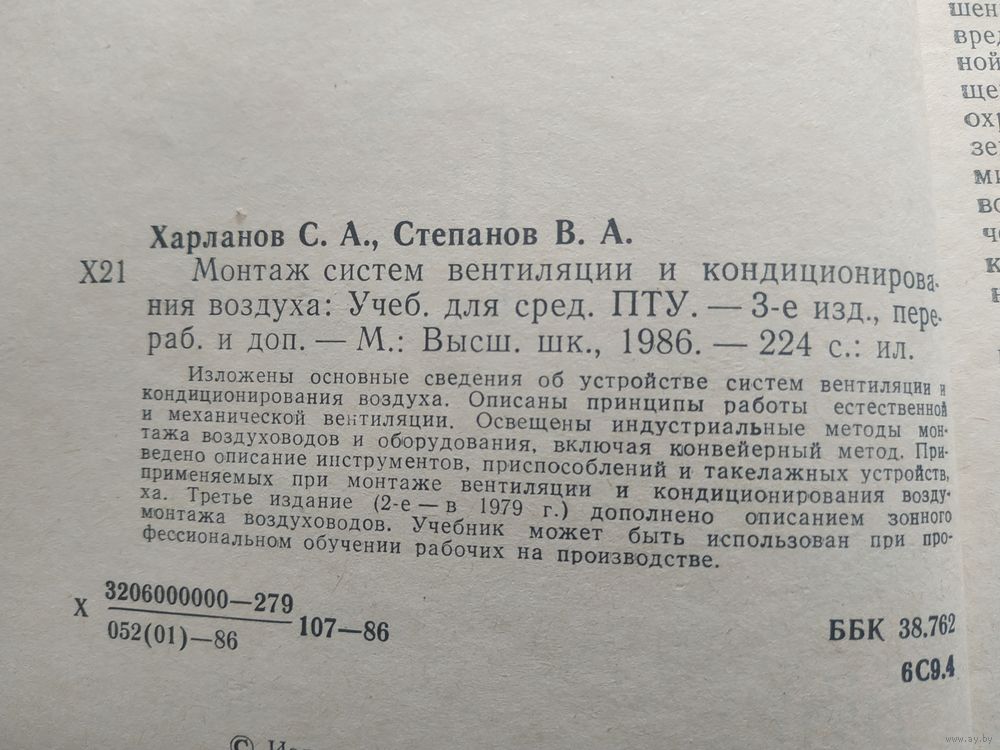 Харланов С. А., Степанов В. А.
Х21 Монтаж систем вентиляции и кондиционирова-
ния воздуха: Учеб. для сред. ПТУ. — 3-е изд., пере-
раб. и доп. — М.: Высш. шк., 1986. — 224 с.: ил.
Изложены основные сведения об устройстве систем вентиляции и
кондиционирования воздуха. Описаны принципы работы естественной
и механической вентиляции. Освещены индустриальные методы мон-
тажа воздуховодов и оборудования, включая конвейерный метод. При-
ведено описание инструментов, приспособлений и такелажных устройств,
применяемых при монтаже вентиляции и кондиционирования возду-
ха. Третье издание (2-е — в 1979 г.) дополнено описанием зонного
монтажа воздуховодов. Учебник может быть использован при про-
фессиональном обучении рабочих на производстве.
Х 3206000000—279
052(01)—86
107—86
ББК 38.762
6С9.4
©
www.ay.by